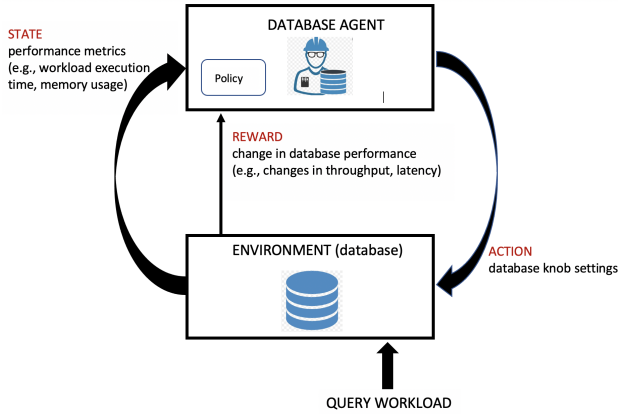 DATABASE AGENT
STATE
performance metrics
(e.g., workload execution
time, memory usage)
Policy
REWARD
change in database performance
(e.g., changes in throughput, latency)
ENVIRONMENT (database)
ACTION
database knob settings
QUERY WORKLOAD